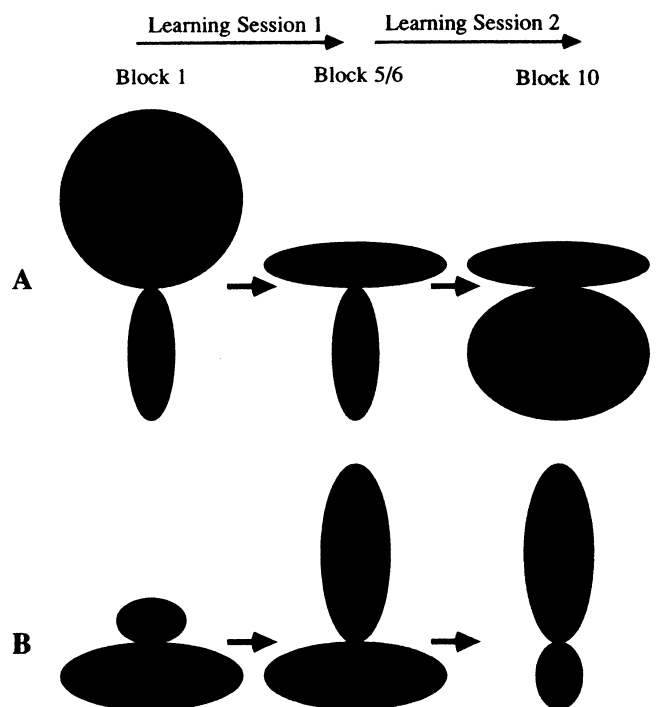 Learning Session 1
Learning Session 2
Block 1
Block 5/6
Block 10
A
B